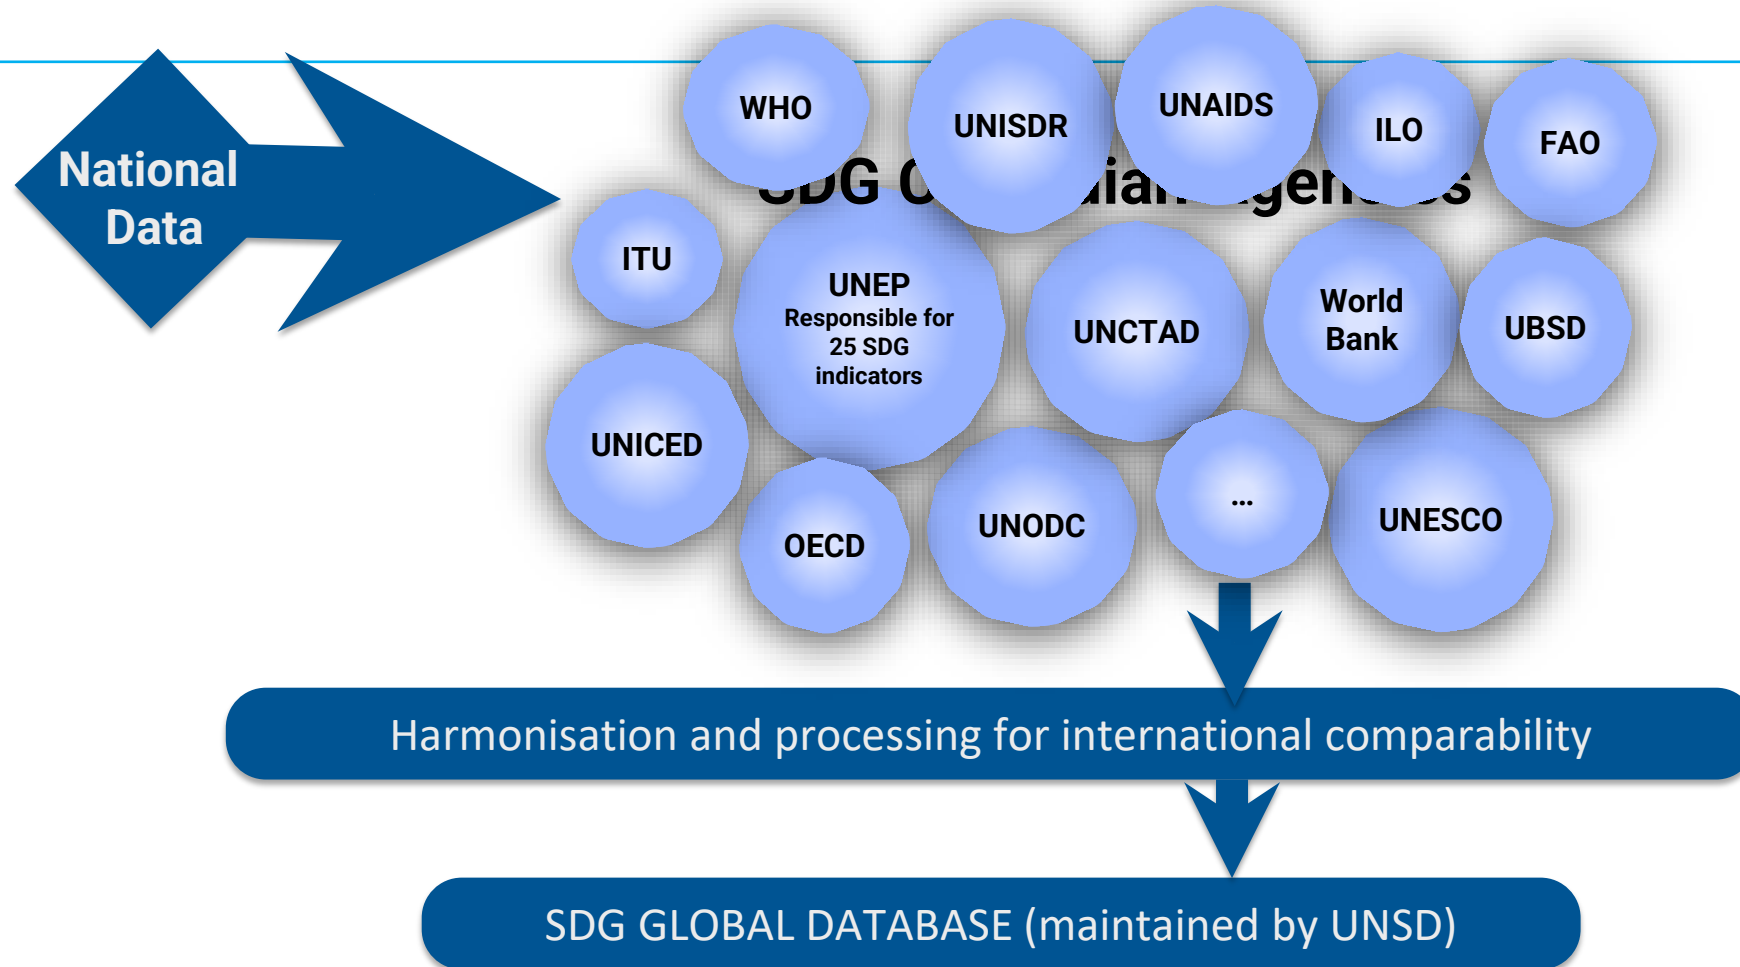 National
Data
WHO
UNISDR
UNAIDS
ILO
FAO
SDG
ITU
UNEP
Responsible for
25 SDG
indicators
UNCTAD
World
Bank
UBSD
UNICED
OECD
UNODC
...
UNESCO
Harmonisation and processing for international comparability
SDG GLOBAL DATABASE (maintained by UNSD)